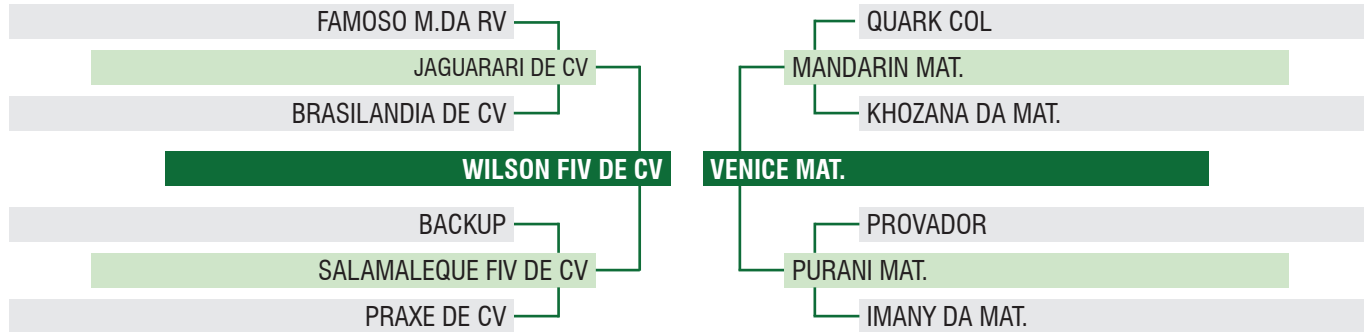 FAMOSO M.DA RV
JAGUARARI DE CV
BRASILANDIA DE CV
WILSON FIV DE CV
BACKUP
SALAMALEQUE FIV DE CV
PRAXE DE CV
QUARK COL
MANDARIN MAT.
KHOZANA DA MAT.
VENICE MAT.
PROVADOR
PURANI MAT.
IMANY DA MAT.